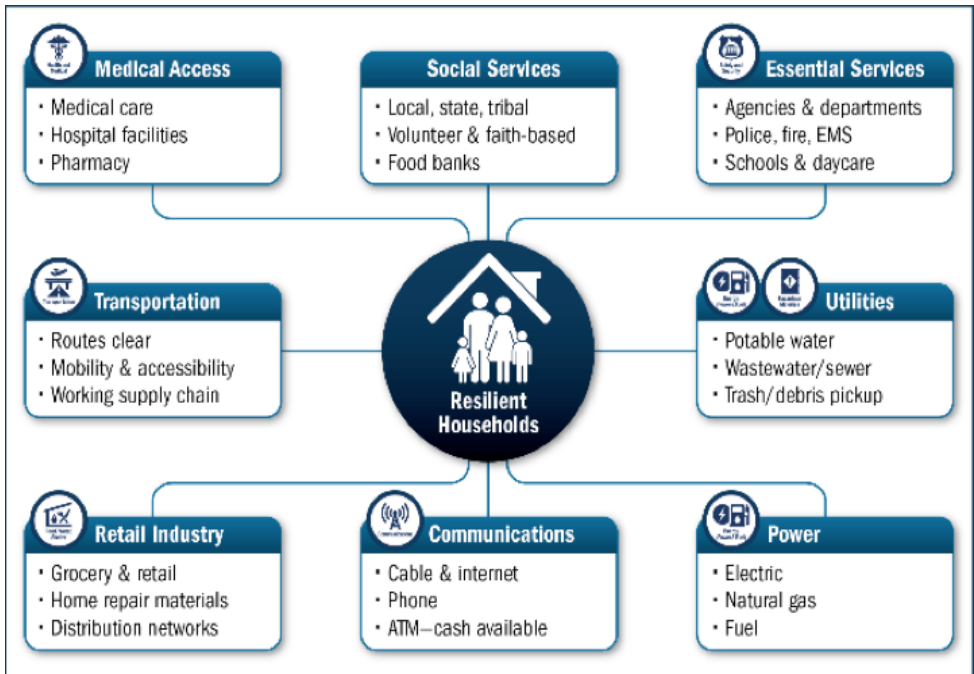 Medical Access
• Medical care
• Hospital facilities
• Pharmacy
Social Services
• Local, state, tribal
• Volunteer & faith-based
• Food banks
Essential Services
• Agencies & departments
• Police, fire, EMS
• Schools & daycare
Transportation
• Routes clear
• Mobility & accessibility
• Working supply chain
Resilient
Households
Utilities
• Potable water
• Wastewater/sewer
• Trash/debris pickup
Retail Industry
• Grocery & retail
• Home repair materials
• Distribution networks
Communications
• Cable & internet
• Phone
• ATM—cash available
Power
• Electric
• Natural gas
• Fuel